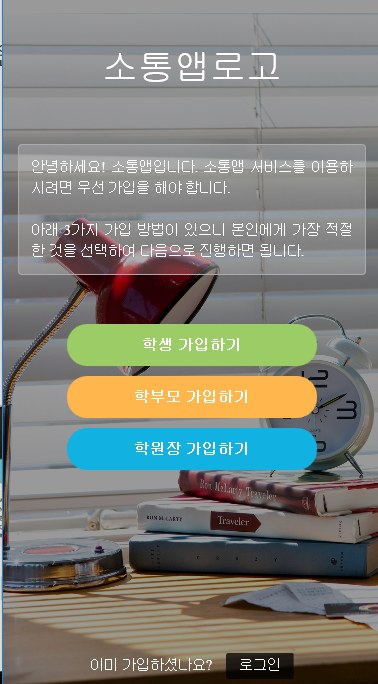 소통앱로고
안녕하세요! 소통앱입니다. 소통앱 서비스를 이용하
시려면 우선 가입을 해야 합니다.
아래 3가지 가입 방법이 있으니 본인에게 가장 적절
한 것을 선택하여 다음으로 진행하면 됩니다.
학생 가입하기
학부모 가입하기
학원장 가입하기
Traveler
Traveler
이미 가입하셨나요? 로그인